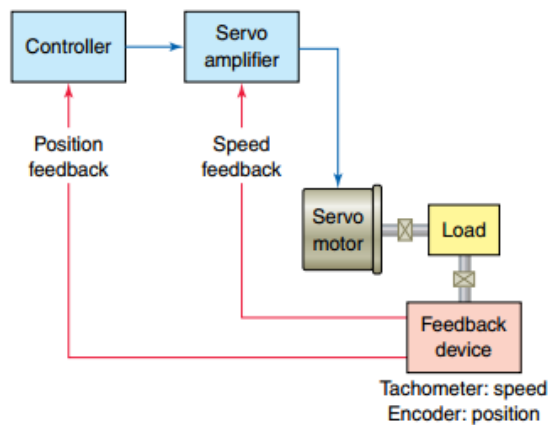 Controller
Servo
amplifier
Position
feedback
Speed
feedback
Servo
motor
Load
Feedback
device
Tachometer: speed
Encoder: position